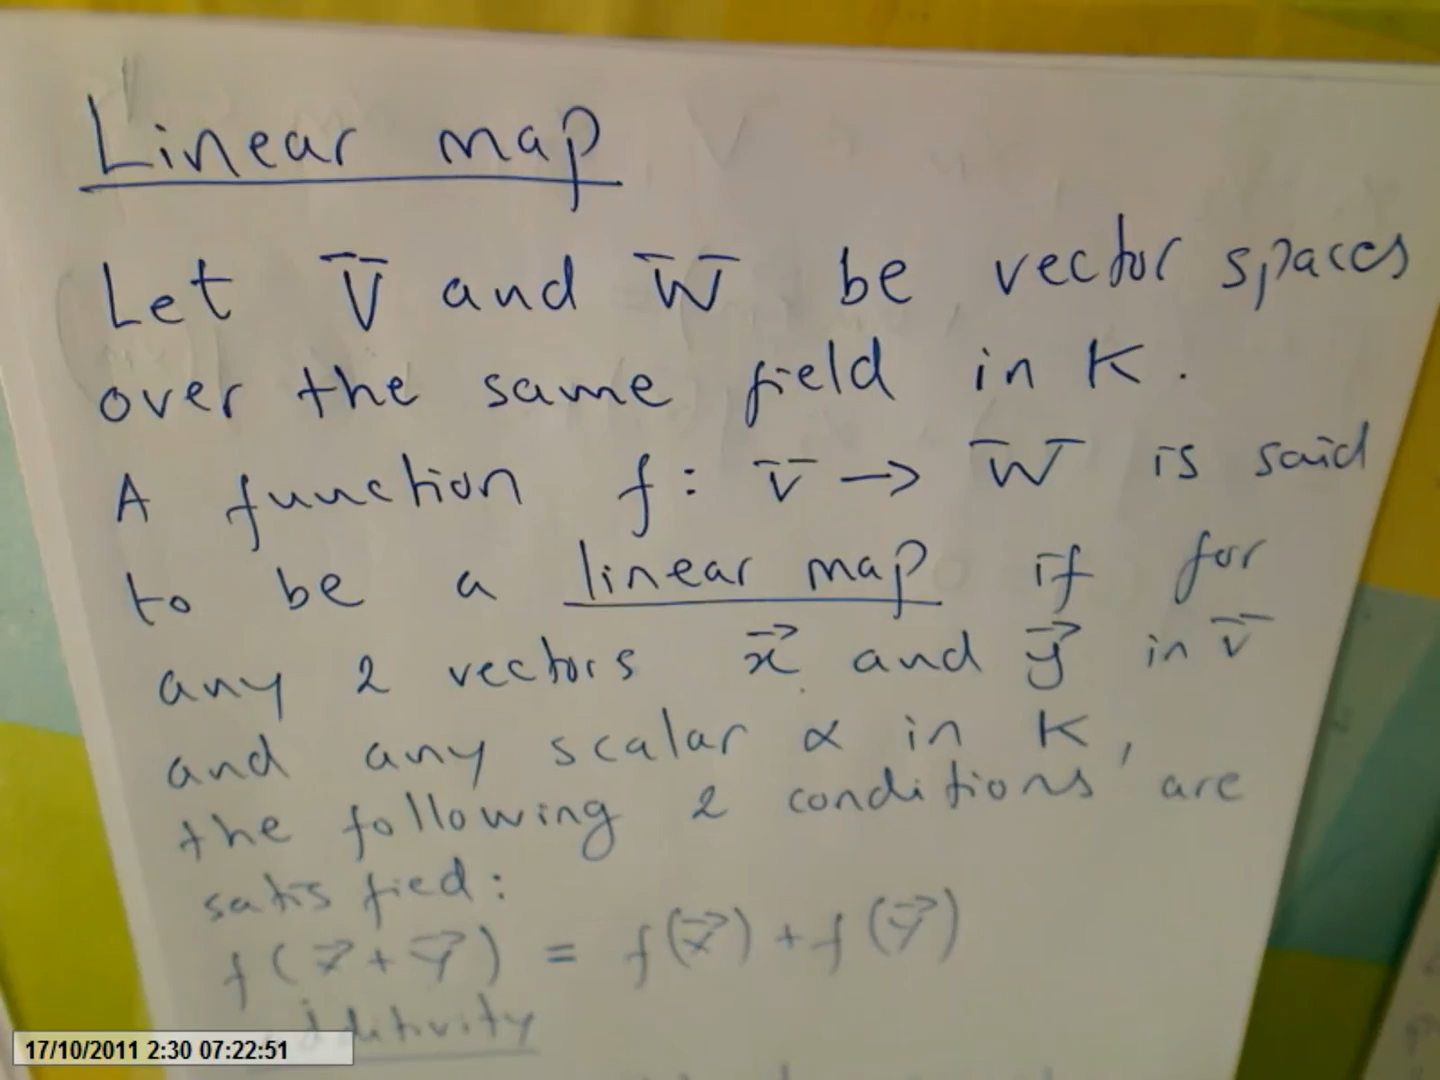 Linear map
Let V̅ and W̅ be vector spaces
over the same field in K.
A function f: V̅ → W̅ is said
to be a linear map if for
any 2 vectors x⃗ and y⃗ in V̅
and any scalar α in K,
the following 2 conditions are
satisfied:
f(x⃗+y⃗) = f(x⃗)+f(y⃗)
additivity
17/10/2011 2:30 07:22:51